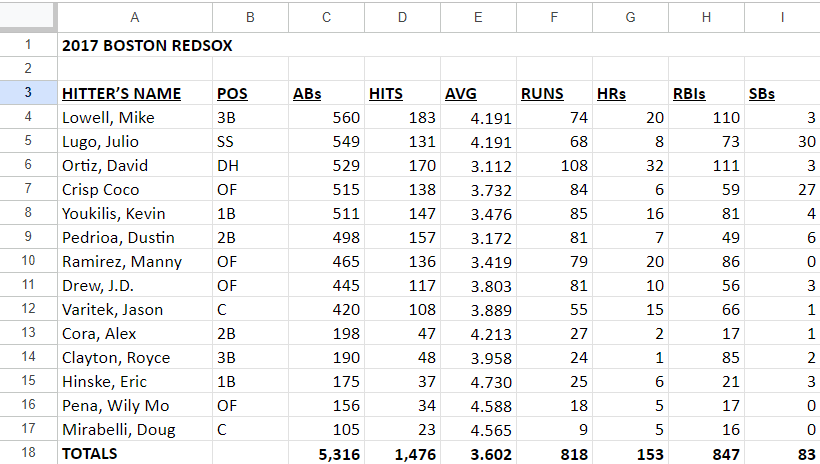 A B C D E F G H I
1 2017 BOSTON REDSOX
2
3 HITTER’S NAME POS ABs HITS AVG RUNS HRs RBIs SBs
4 Lowell, Mike 3B 560 183 4.191 74 20 110 3
5 Lugo, Julio SS 549 131 4.191 68 8 73 30
6 Ortiz, David DH 529 170 3.112 108 32 111 3
7 Crisp Coco OF 515 138 3.732 84 6 59 27
8 Youkilis, Kevin 1B 511 147 3.476 85 16 81 4
9 Pedrioa, Dustin 2B 498 157 3.172 81 7 49 6
10 Ramirez, Manny OF 465 136 3.419 79 20 86 0
11 Drew, J.D. OF 445 117 3.803 81 10 56 3
12 Varitek, Jason C 420 108 3.889 55 15 66 1
13 Cora, Alex 2B 198 47 4.213 27 2 17 1
14 Clayton, Royce 3B 190 48 3.958 24 1 85 2
15 Hinske, Eric 1B 175 37 4.730 25 6 21 3
16 Pena, Wily Mo OF 156 34 4.588 18 5 17 0
17 Mirabelli, Doug C 105 23 4.565 9 5 16 0
18 TOTALS 5,316 1,476 3.602 818 153 847 83